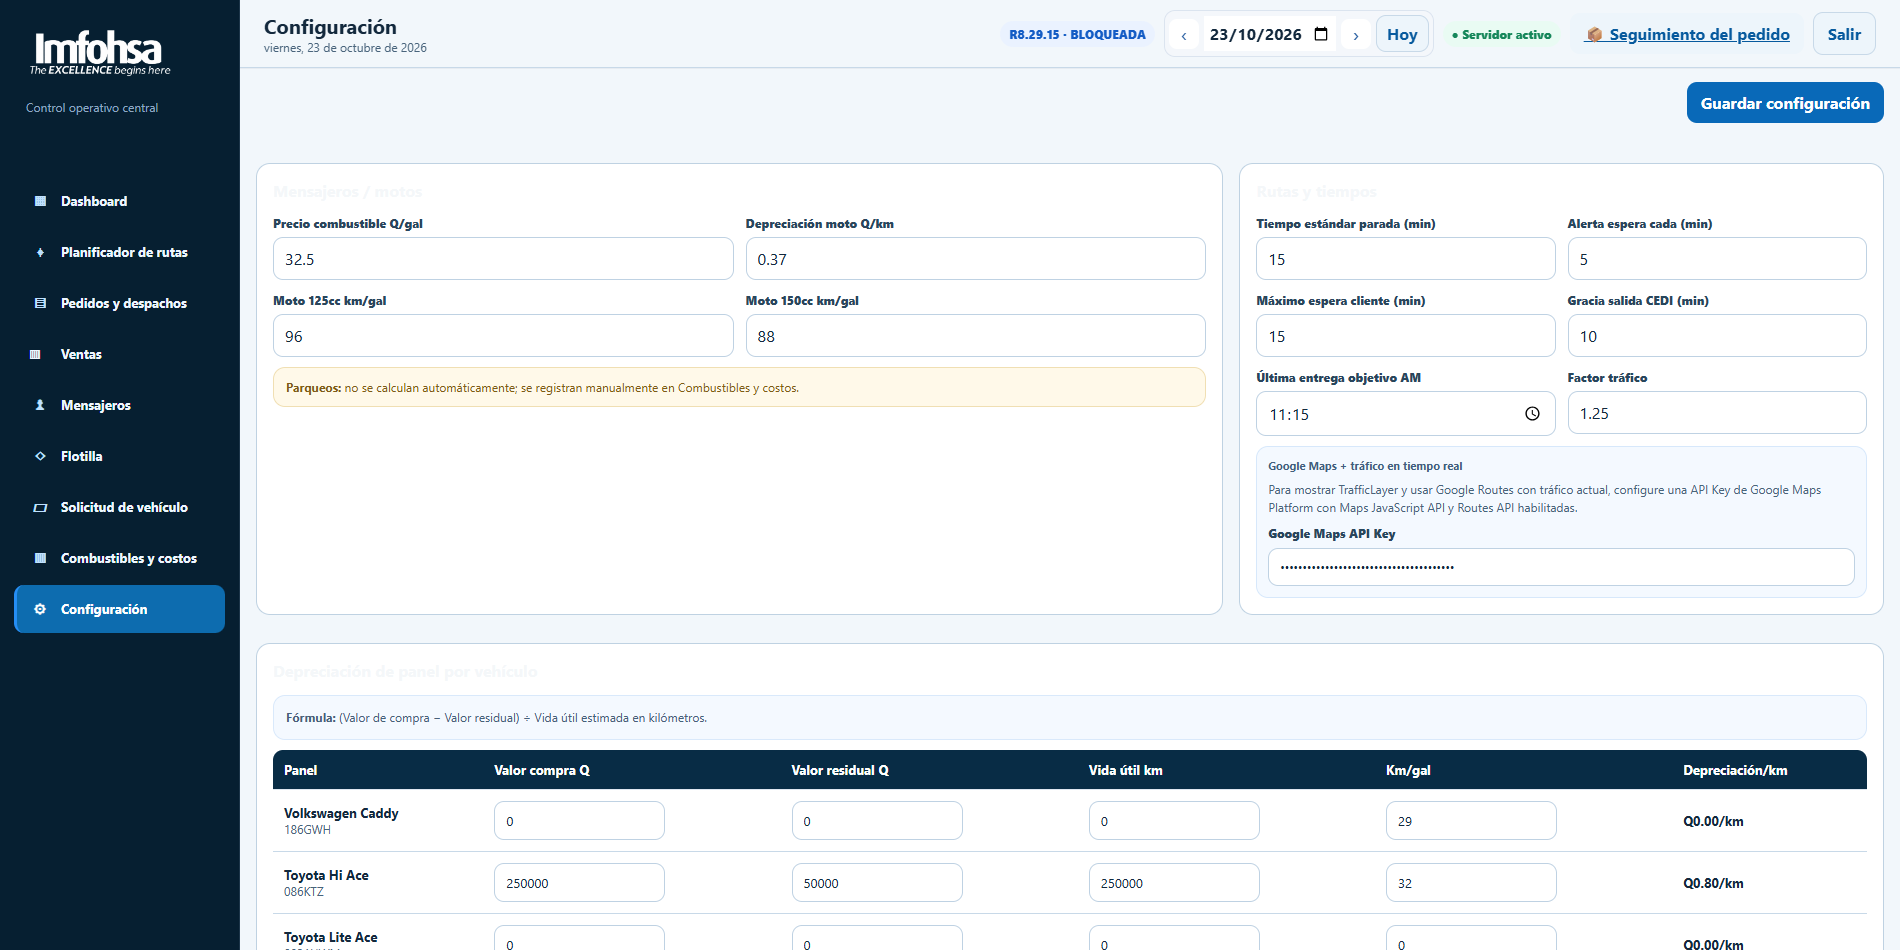 Imfohsa
The EXCELLENCE begins here
Control operativo central
Dashboard
Planificador de rutas
Pedidos y despachos
Ventas
Mensajeros
Flotilla
Solicitud de vehículo
Combustibles y costos
Configuración
Configuración
viernes, 23 de octubre de 2026
R8.29.15 · BLOQUEADA
‹ 23/10/2026 › Hoy
● Servidor activo
📦 Seguimiento del pedido
Salir
Guardar configuración
Mensajeros / motos
Precio combustible Q/gal
32.5
Depreciación moto Q/km
0.37
Moto 125cc km/gal
96
Moto 150cc km/gal
88
Parqueos: no se calculan automáticamente; se registran manualmente en Combustibles y costos.
Rutas y tiempos
Tiempo estándar parada (min)
15
Alerta espera cada (min)
5
Máximo espera cliente (min)
15
Gracia salida CEDI (min)
10
Última entrega objetivo AM
11:15
Factor tráfico
1.25
Google Maps + tráfico en tiempo real
Para mostrar TrafficLayer y usar Google Routes con tráfico actual, configure una API Key de Google Maps
Platform con Maps JavaScript API y Routes API habilitadas.
Google Maps API Key
Depreciación de panel por vehículo
Fórmula: (Valor de compra − Valor residual) ÷ Vida útil estimada en kilómetros.
Panel Valor compra Q Valor residual Q Vida útil km Km/gal Depreciación/km
Volkswagen Caddy
186GWH
0 0 0 29 Q0.00/km
Toyota Hi Ace
086KTZ
250000 50000 250000 32 Q0.80/km
Toyota Lite Ace
0 0 0 0 Q0.00/km